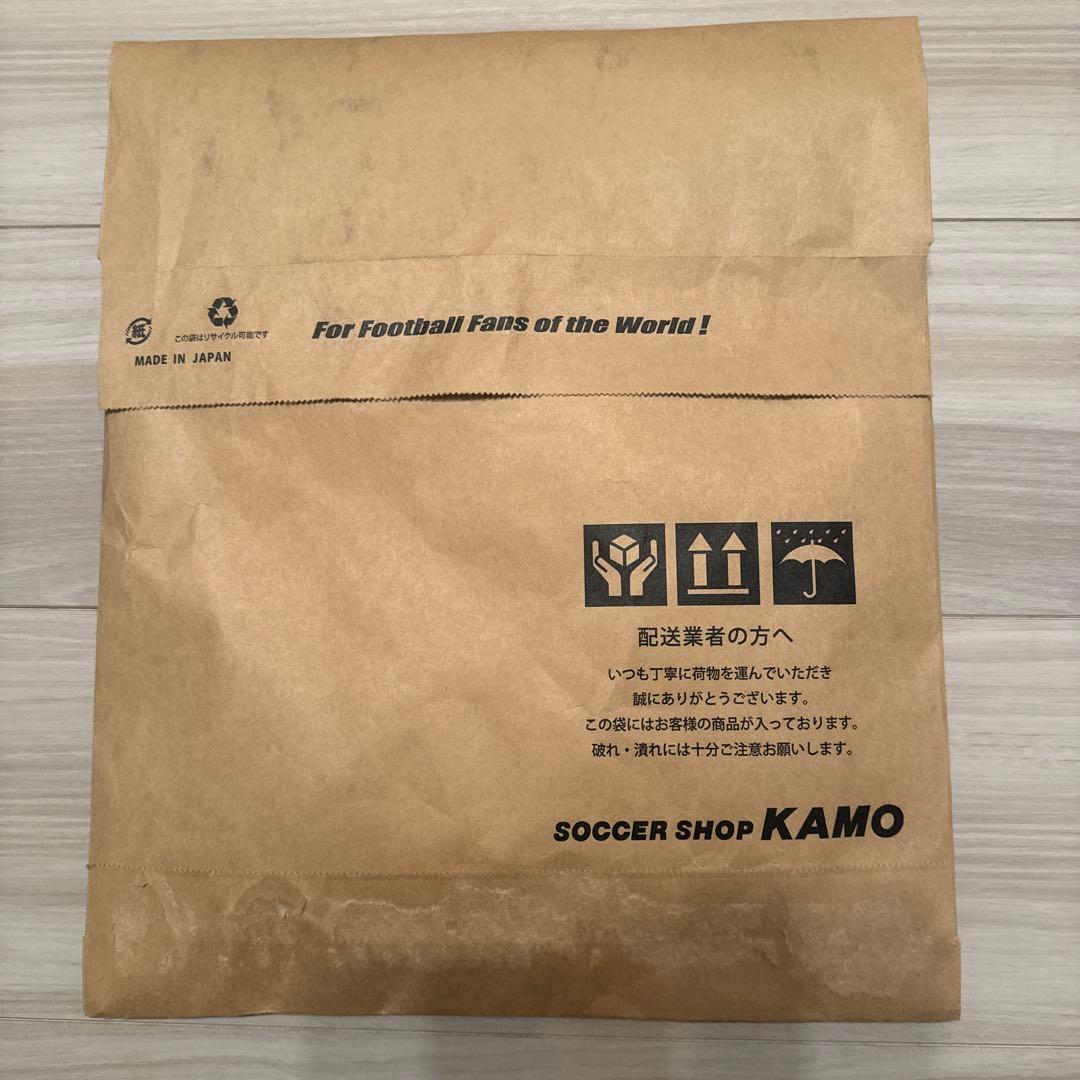 紙
この袋はリサイクル可能です
MADE IN JAPAN
For Football Fans of the World!
配送業者の方へ
いつも丁寧に荷物を運んでいただき
誠にありがとうございます。
この袋にはお客様の商品が入っております。
破れ・潰れには十分ご注意お願いします。
SOCCER SHOP KAMO